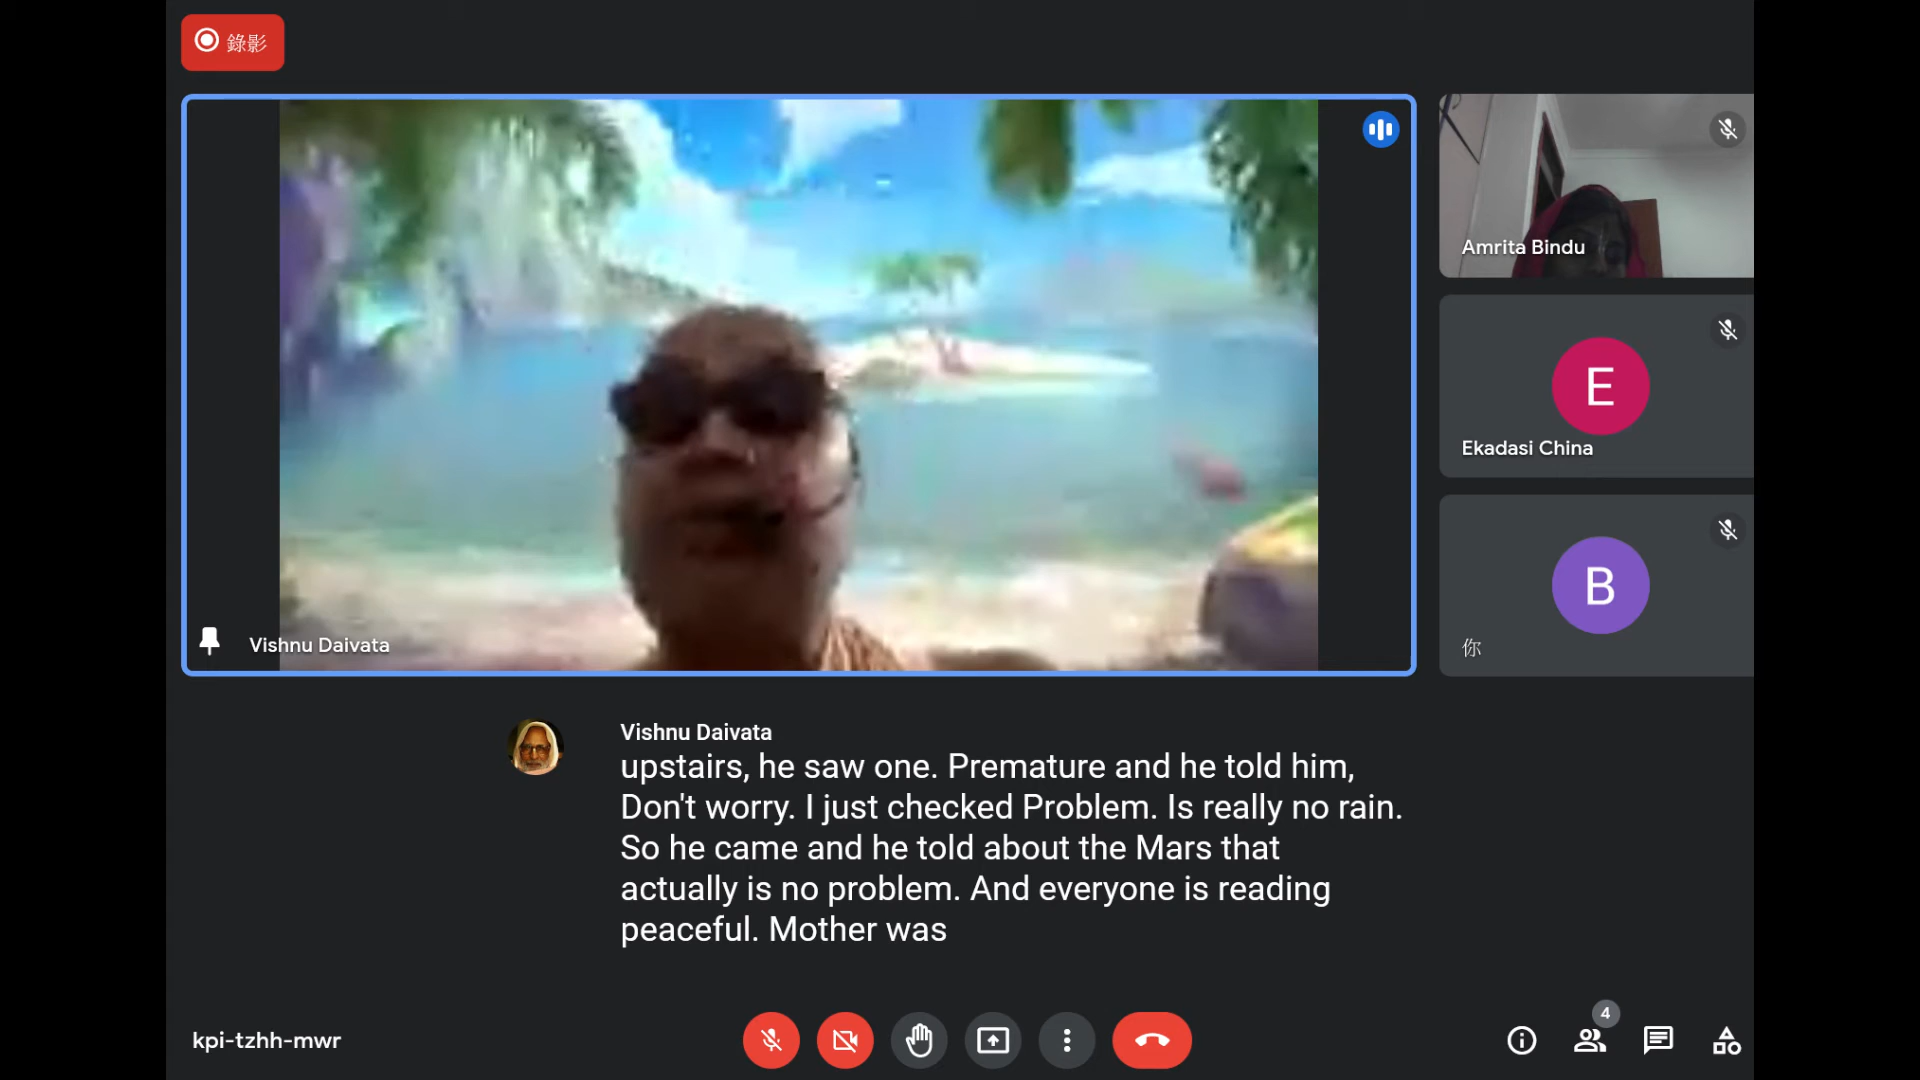 錄影
Amrita Bindu
E
Ekadasi China
B
你
Vishnu Daivata
Vishnu Daivata
upstairs, he saw one. Premature and he told him,
Don't worry. I just checked Problem. Is really no rain.
So he came and he told about the Mars that
actually is no problem. And everyone is reading
peaceful. Mother was
kpi-tzhh-mwr
4